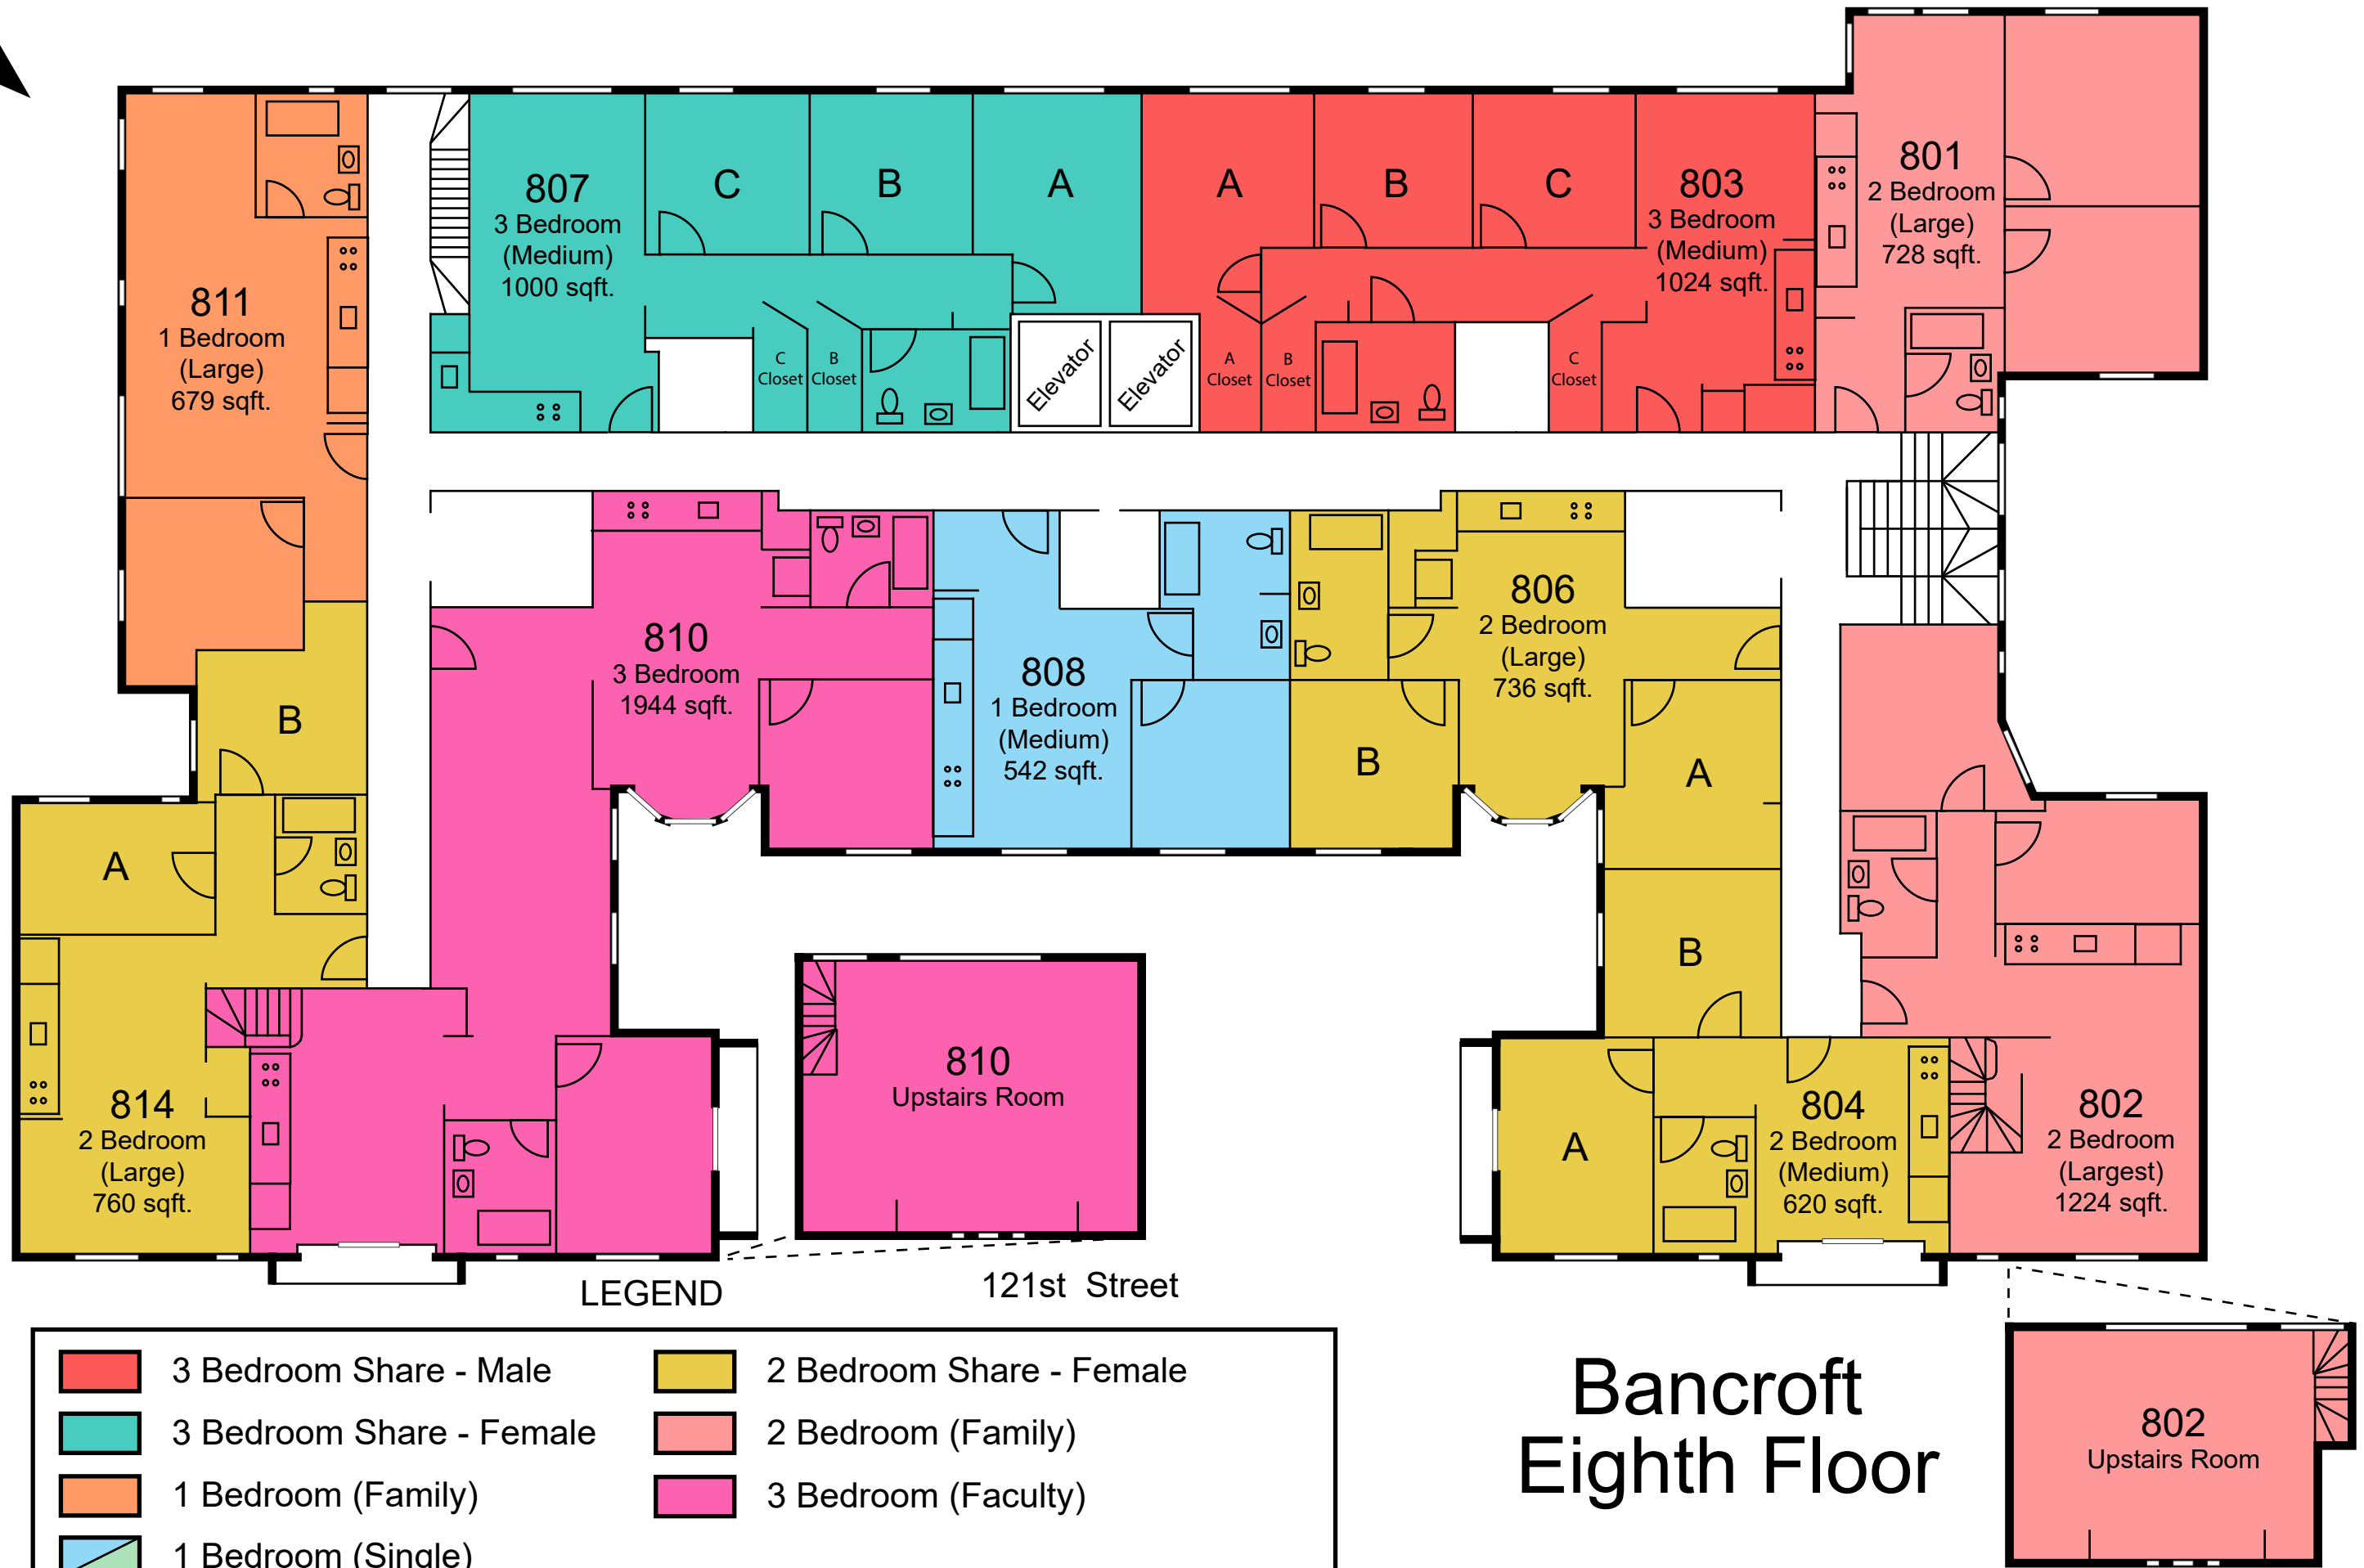 801
2 Bedroom
(Large)
728 sqft.
807
3 Bedroom
(Medium)
1000 sqft.
C
B
A
A
B
C
803
3 Bedroom
(Medium)
1024 sqft.
811
1 Bedroom
(Large)
679 sqft.
C
Closet
B
Closet
Elevator
Elevator
A
Closet
B
Closet
C
Closet
810
3 Bedroom
1944 sqft.
808
1 Bedroom
(Medium)
542 sqft.
806
2 Bedroom
(Large)
736 sqft.
B
B
A
A
B
814
2 Bedroom
(Large)
760 sqft.
810
Upstairs Room
A
804
2 Bedroom
(Medium)
620 sqft.
802
2 Bedroom
(Largest)
1224 sqft.
LEGEND
121st Street
3 Bedroom Share - Male
3 Bedroom Share - Female
1 Bedroom (Family)
1 Bedroom (Single)
2 Bedroom Share - Female
2 Bedroom (Family)
3 Bedroom (Faculty)
Bancroft
Eighth Floor
802
Upstairs Room